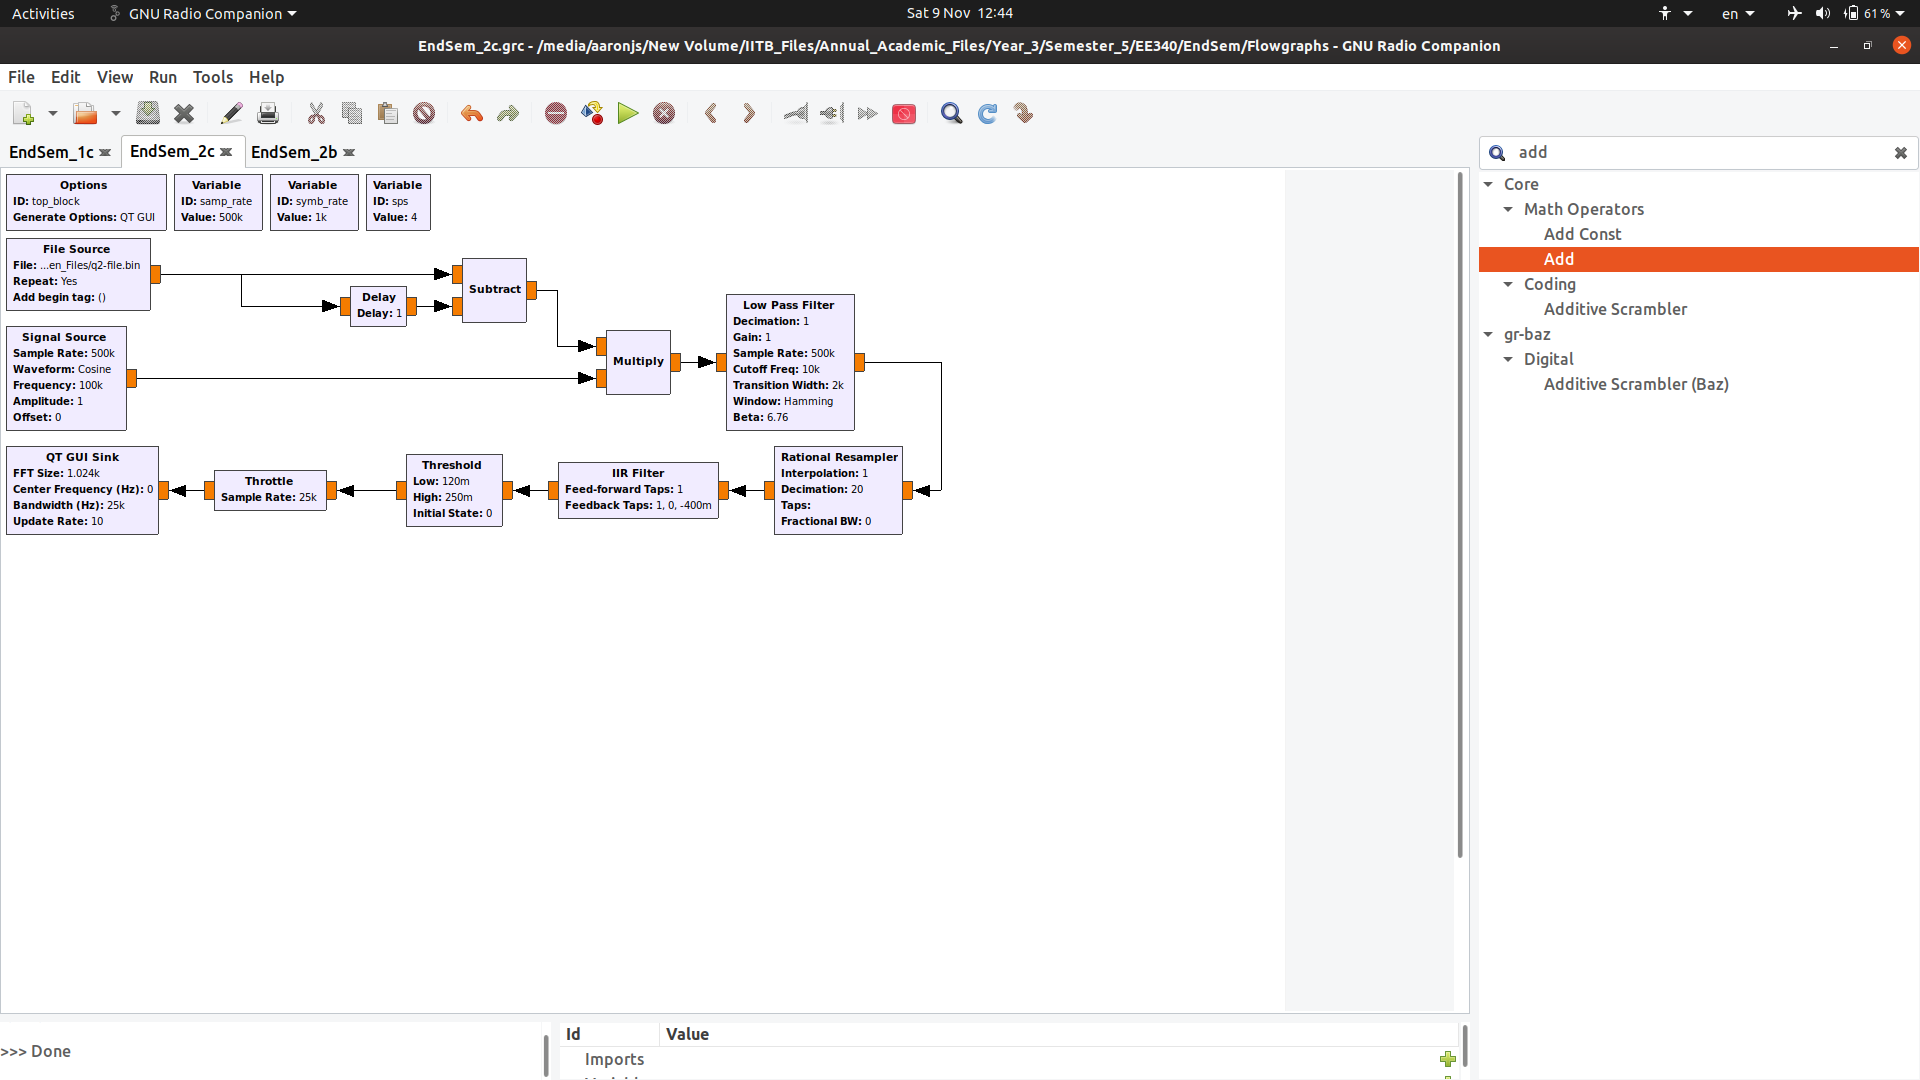 Activities
GNU Radio Companion
Sat 9 Nov 12:44
en
61 %
EndSem_2c.grc - /media/aaronjs/New Volume/IITB_Files/Annual_Academic_Files/Year_3/Semester_5/EE340/EndSem/Flowgraphs - GNU Radio Companion
File Edit View Run Tools Help
EndSem_1c
EndSem_2c
EndSem_2b
add
Options
ID: top_block
Generate Options: QT GUI
Variable
ID: samp_rate
Value: 500k
Variable
ID: symb_rate
Value: 1k
Variable
ID: sps
Value: 4
File Source
File: ...en_Files/q2-file.bin
Repeat: Yes
Add begin tag: ()
Delay
Delay: 1
Subtract
Signal Source
Sample Rate: 500k
Waveform: Cosine
Frequency: 100k
Amplitude: 1
Offset: 0
Multiply
Low Pass Filter
Decimation: 1
Gain: 1
Sample Rate: 500k
Cutoff Freq: 10k
Transition Width: 2k
Window: Hamming
Beta: 6.76
QT GUI Sink
FFT Size: 1.024k
Center Frequency (Hz): 0
Bandwidth (Hz): 25k
Update Rate: 10
Throttle
Sample Rate: 25k
Threshold
Low: 120m
High: 250m
Initial State: 0
IIR Filter
Feed-forward Taps: 1
Feedback Taps: 1, 0, -400m
Rational Resampler
Interpolation: 1
Decimation: 20
Taps:
Fractional BW: 0
Core
Math Operators
Add Const
Add
Coding
Additive Scrambler
gr-baz
Digital
Additive Scrambler (Baz)
>>> Done
Id Value
Imports